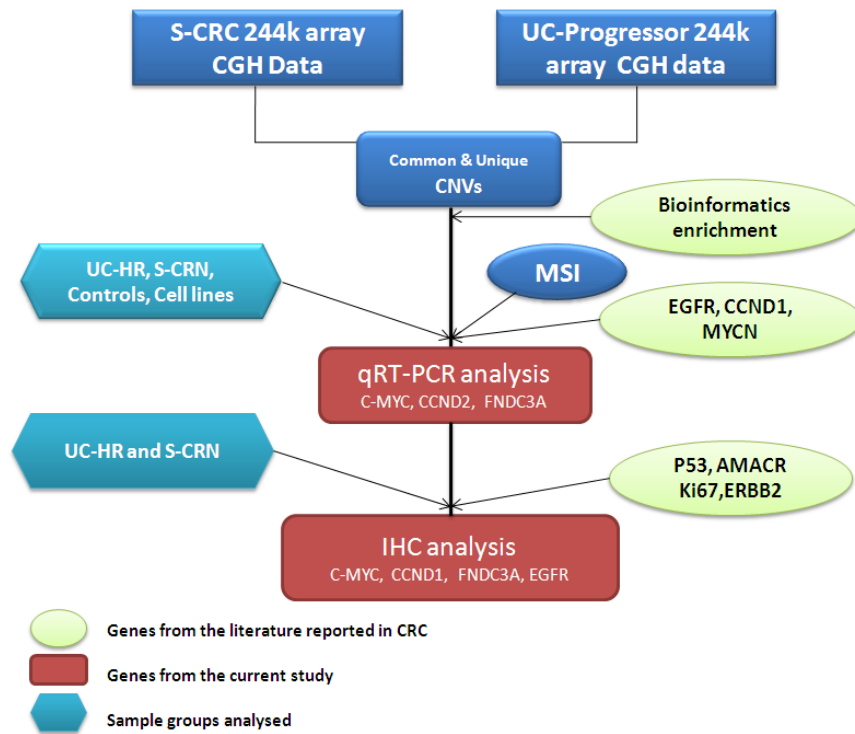 S-CRC 244k array
CGH Data
UC-Progressor 244k
array CGH data
Common & Unique
CNVs
Bioinformatics
enrichment
UC-HR, S-CRN,
Controls, Cell lines
MSI
EGFR, CCND1,
MYCN
qRT-PCR analysis
C-MYC, CCND2, FNDC3A
UC-HR and S-CRN
P53, AMACR
Ki67,ERBB2
IHC analysis
C-MYC, CCND1, FNDC3A, EGFR
Genes from the literature reported in CRC
Genes from the current study
Sample groups analysed